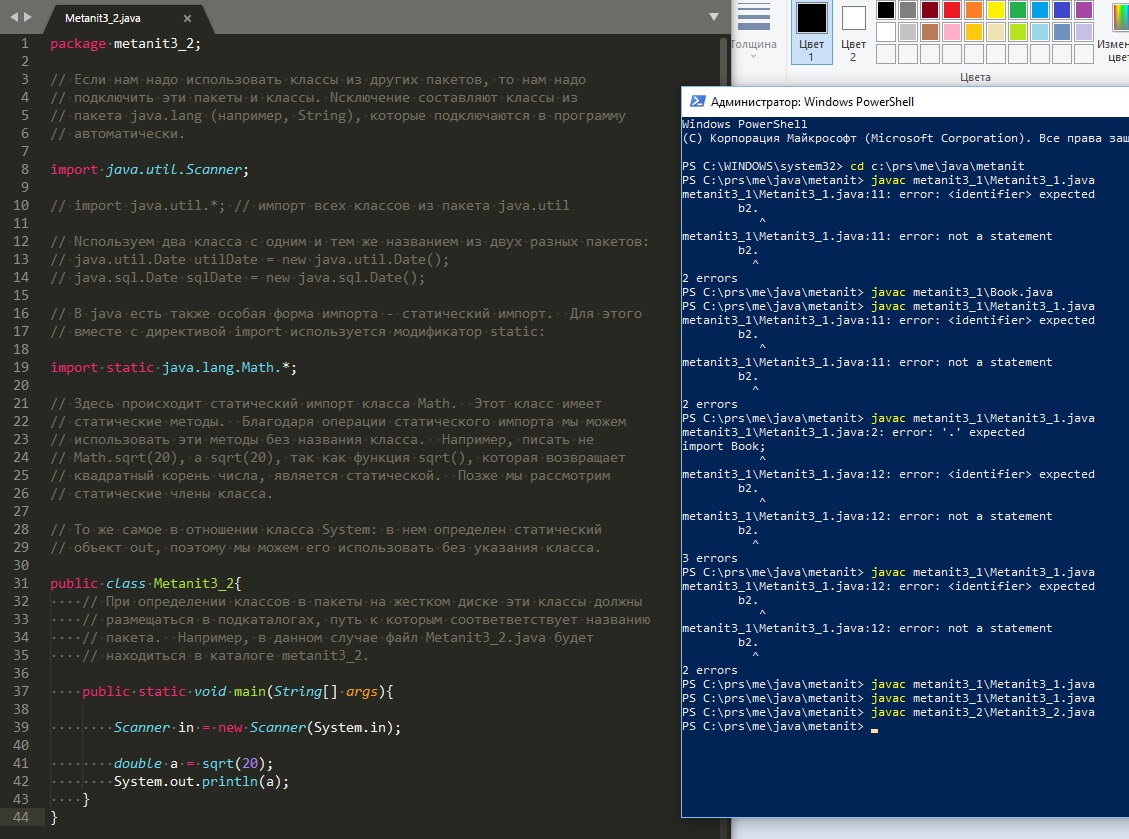 Metanit3_2.java
1 package metanit3_2;
2
3 // Если нам надо использовать классы из других пакетов, то нам надо
4 // подключить эти пакеты и классы. Nсключение составляют классы из
5 // пакета java.lang (например, String), которые подключаются в программу
6 // автоматически.
7
8 import java.util.Scanner;
9
10 // import java.util.*; // импорт всех классов из пакета java.util
11
12 // Nспользуем два класса с одним и тем же названием из двух разных пакетов:
13 // java.util.Date utilDate = new java.util.Date();
14 // java.sql.Date sqlDate = new java.sql.Date();
15
16 // В java есть также особая форма импорта - статический импорт. Для этого
17 // вместе с директивой import используется модификатор static:
18
19 import static java.lang.Math.*;
20
21 // Здесь происходит статический импорт класса Math. Этот класс имеет
22 // статические методы. Благодаря операции статического импорта мы можем
23 // использовать эти методы без названия класса. Например, писать не
24 // Math.sqrt(20), а sqrt(20), так как функция sqrt(), которая возвращает
25 // квадратный корень числа, является статической. Позже мы рассмотрим
26 // статические члены класса.
27
28 // То же самое в отношении класса System: в нем определен статический
29 // объект out, поэтому мы можем его использовать без указания класса.
30
31 public class Metanit3_2{
32 // При определении классов в пакеты на жестком диске эти классы должны
33 // размещаться в подкаталогах, путь к которым соответветствует названию
34 // пакета. Например, в данном случае файл Metanit3_2.java будет
35 // находиться в каталоге metanit3_2.
36
37 public static void main(String[] args){
38
39 Scanner in = new Scanner(System.in);
40
41 double a = sqrt(20);
42 System.out.println(a);
43 }
44 }
Толщина
Цвет 1
Цвет 2
Цвета
Администратор: Windows PowerShell
Windows PowerShell
(C) Корпорация Майкрософт (Microsoft Corporation). Все права
PS C:\WINDOWS\system32> cd c:\prs\me\java\metanit
PS C:\prs\me\java\metanit> javac metanit3_1\Metanit3_1.java
metanit3_1\Metanit3_1.java:11: error: <identifier> expected
b2.
^
metanit3_1\Metanit3_1.java:11: error: not a statement
b2.
^
2 errors
PS C:\prs\me\java\metanit> javac metanit3_1\Book.java
PS C:\prs\me\java\metanit> javac metanit3_1\Metanit3_1.java
metanit3_1\Metanit3_1.java:11: error: <identifier> expected
b2.
^
metanit3_1\Metanit3_1.java:11: error: not a statement
b2.
^
2 errors
PS C:\prs\me\java\metanit> javac metanit3_1\Metanit3_1.java
metanit3_1\Metanit3_1.java:2: error: '.' expected
import Book;
^
metanit3_1\Metanit3_1.java:12: error: <identifier> expected
b2.
^
metanit3_1\Metanit3_1.java:12: error: not a statement
b2.
^
3 errors
PS C:\prs\me\java\metanit> javac metanit3_1\Metanit3_1.java
metanit3_1\Metanit3_1.java:12: error: <identifier> expected
b2.
^
metanit3_1\Metanit3_1.java:12: error: not a statement
b2.
^
2 errors
PS C:\prs\me\java\metanit> javac metanit3_1\Metanit3_1.java
PS C:\prs\me\java\metanit> javac metanit3_1\Metanit3_1.java
PS C:\prs\me\java\metanit> javac metanit3_2\Metanit3_2.java
PS C:\prs\me\java\metanit>